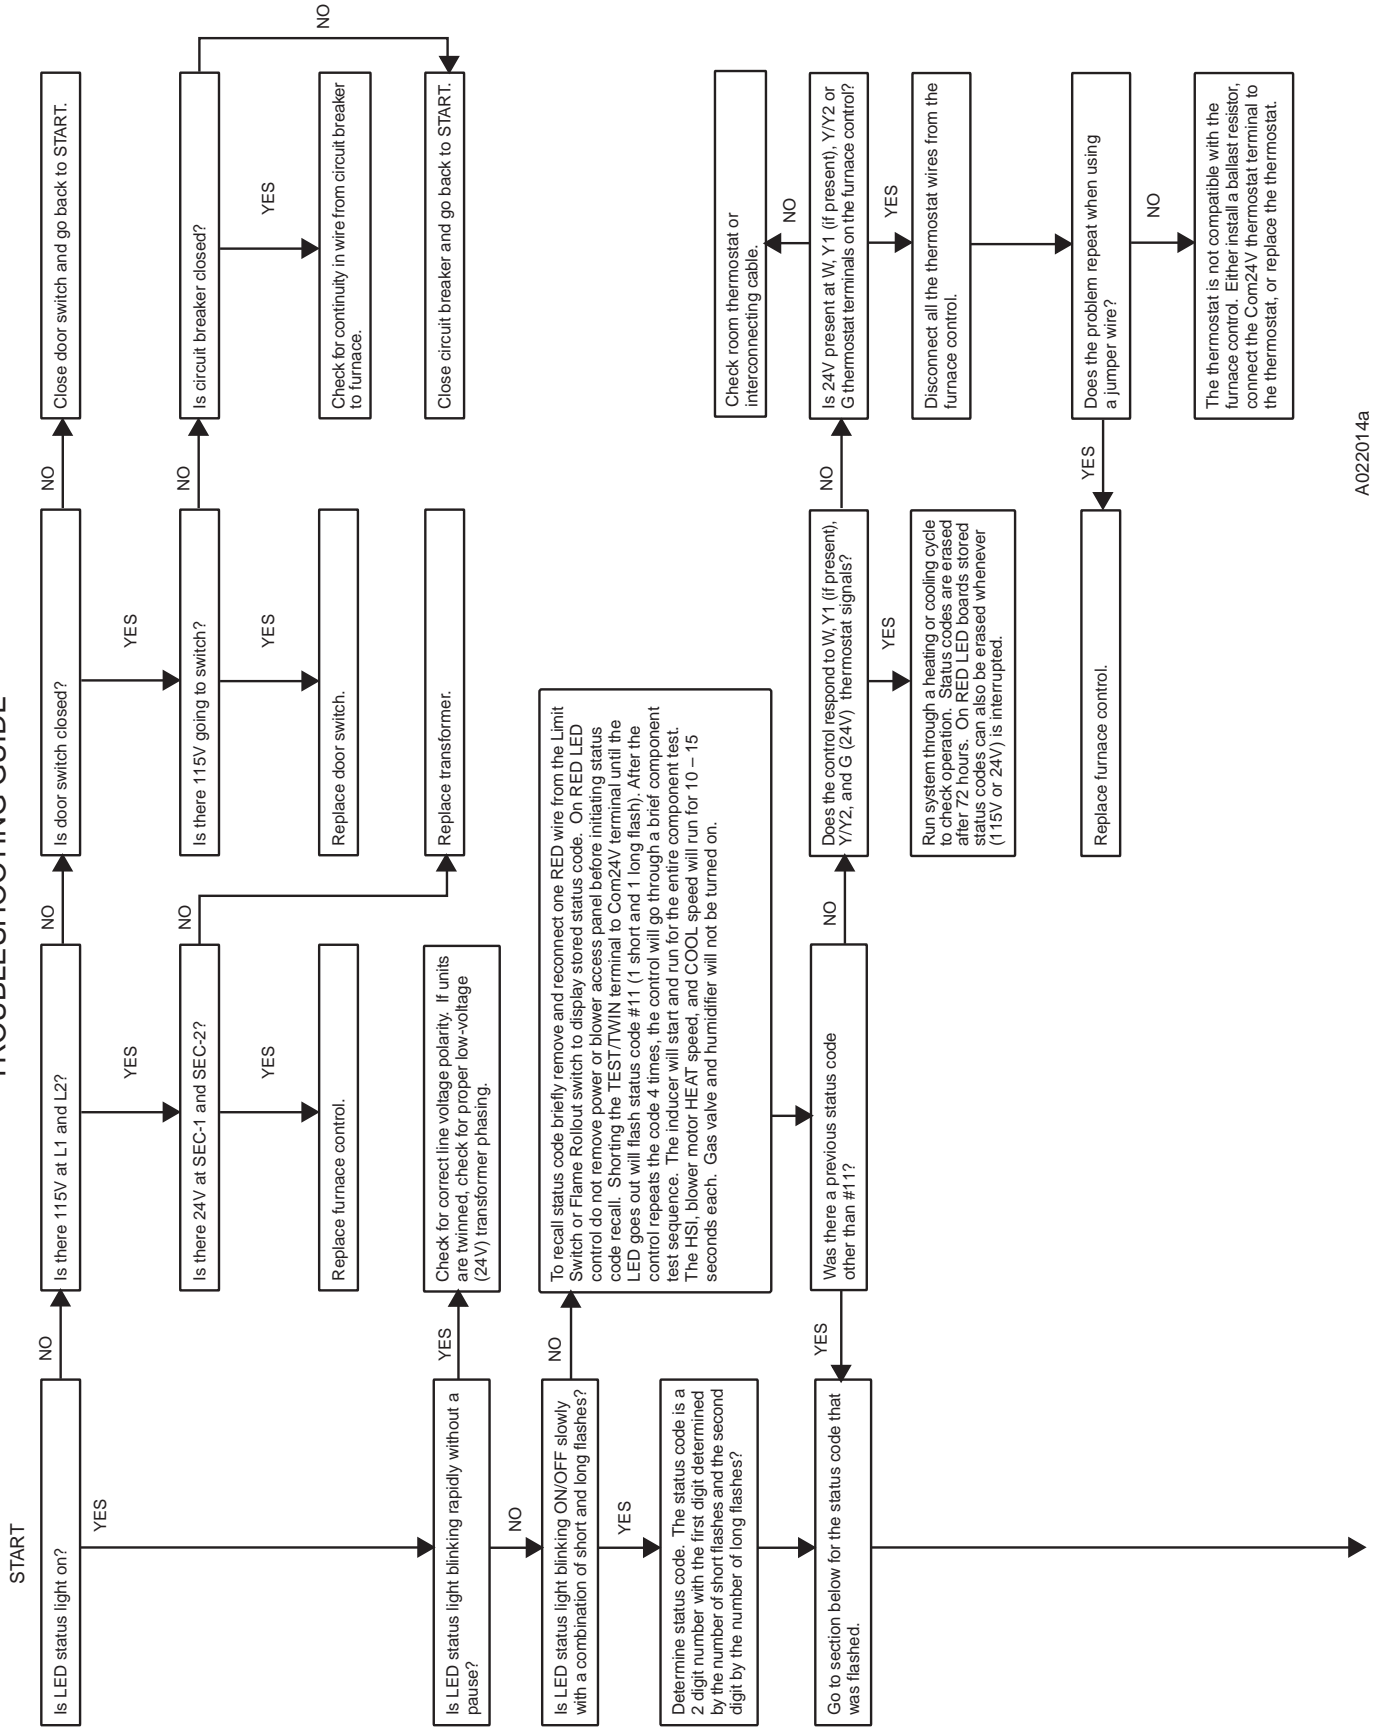 TROUBLESHOOTING GUIDE
START
Is LED status light on?
NO
Is there 115V at L1 and L2?
NO
Is door switch closed?
NO
Close door switch and go back to START.
YES
YES
YES
Is there 24V at SEC-1 and SEC-2?
NO
Is there 115V going to switch?
NO
Is circuit breaker closed?
NO
YES
YES
YES
Replace furnace control.
Replace door switch.
Check for continuity in wire from circuit breaker
to furnace.
Is LED status light blinking rapidly without a
pause?
YES
Check for correct line voltage polarity. If units
are twinned, check for proper low-voltage
(24V) transformer phasing.
Replace transformer.
Close circuit breaker and go back to START.
NO
Is LED status light blinking ON/OFF slowly
with a combination of short and long flashes?
NO
To recall status code briefly remove and reconnect one RED wire from the Limit
Switch or Flame Rollout switch to display stored status code. On RED LED
control do not remove power or blower access panel before initiating status
code recall. Shorting the TEST/TWIN terminal to Com24V terminal until the
LED goes out will flash status code #11 (1 short and 1 long flash). After the
control repeats the code 4 times, the control will go through a brief component
test sequence. The inducer will start and run for the entire component test.
The HSI, blower motor HEAT speed, and COOL speed will run for 10 – 15
seconds each. Gas valve and humidifier will not be turned on.
YES
Determine status code. The status code is a
2 digit number with the first digit determined
by the number of short flashes and the second
digit by the number of long flashes?
Check room thermostat or
interconnecting cable.
NO
Go to section below for the status code that
was flashed.
YES
Was there a previous status code
other than #11?
NO
Does the control respond to W, Y1 (if present),
Y/Y2, and G (24V) thermostat signals?
NO
Is 24V present at W, Y1 (if present), Y/Y2 or
G thermostat terminals on the furnace control?
YES
YES
Run system through a heating or cooling cycle
to check operation. Status codes are erased
after 72 hours. On RED LED boards stored
status codes can also be erased whenever
(115V or 24V) is interrupted.
Disconnect all the thermostat wires from the
furnace control.
Replace furnace control.
YES
Does the problem repeat when using
a jumper wire?
NO
The thermostat is not compatible with the
furnace control. Either install a ballast resistor,
connect the Com24V thermostat terminal to
the thermostat, or replace the thermostat.
A022014a